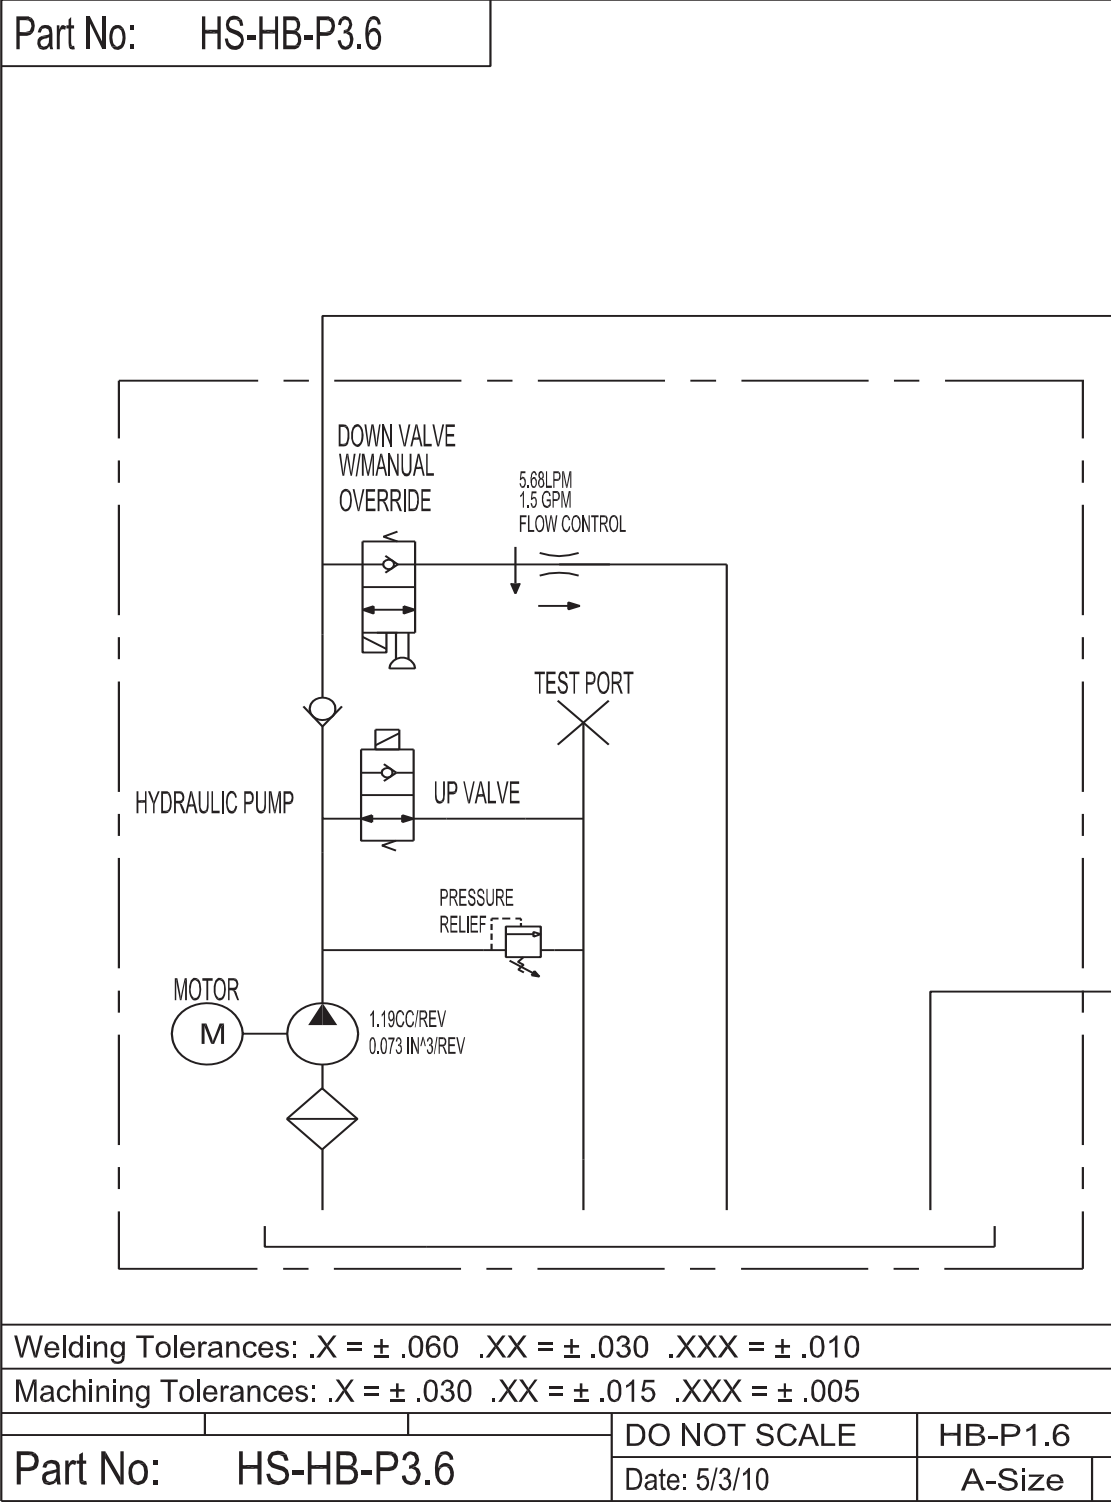 Part No: HS-HB-P3.6
DOWN VALVE
W/MANUAL
OVERRIDE
5.68LPM
1.5 GPM
FLOW CONTROL
TEST PORT
HYDRAULIC PUMP
UP VALVE
PRESSURE
RELIEF
MOTOR
M
1.19CC/REV
0.073 IN^3/REV
Welding Tolerances: .X = ± .060 .XX = ± .030 .XXX = ± .010
Machining Tolerances: .X = ± .030 .XX = ± .015 .XXX = ± .005
DO NOT SCALE
HB-P1.6
Part No: HS-HB-P3.6
Date: 5/3/10
A-Size